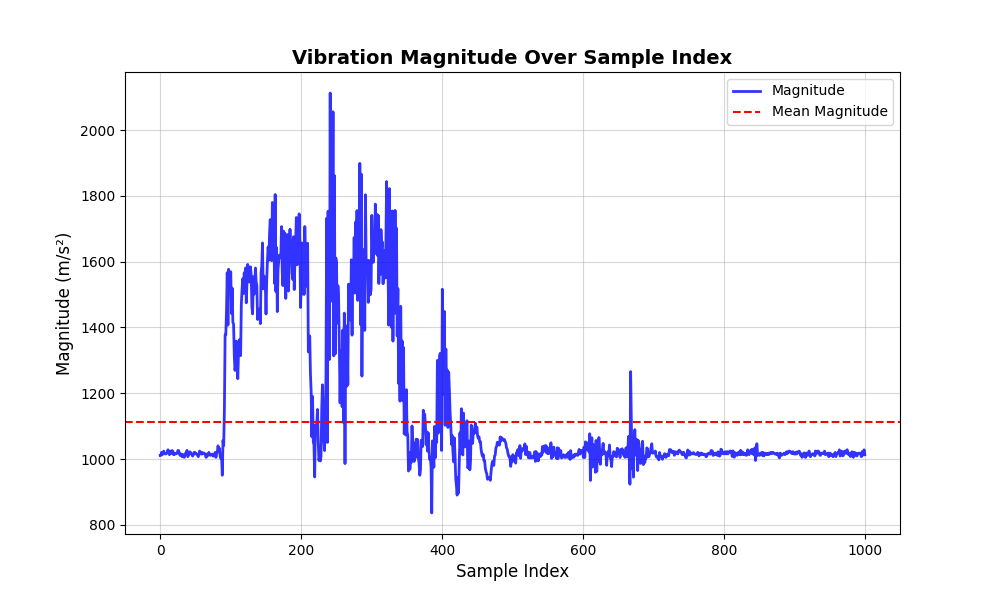 Vibration Magnitude Over Sample Index
Magnitude
Mean Magnitude
Magnitude (m/s²)
2000
1800
1600
1400
1200
1000
800
0 200 400 600 800 1000
Sample Index